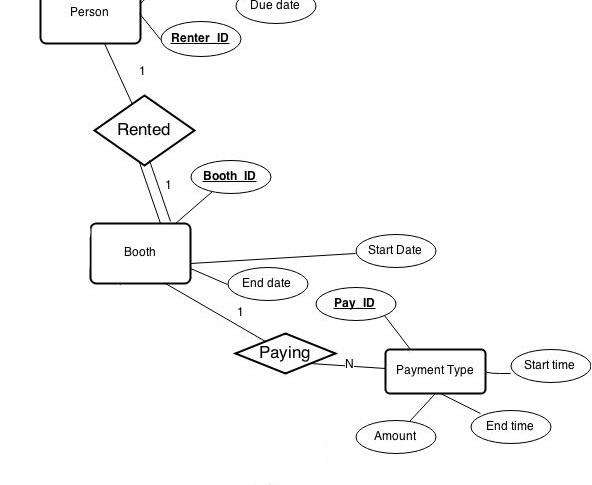 Person
Due date
Renter_ID
1
Rented
1
Booth_ID
Booth
Start Date
End date
Pay_ID
1
Paying
N
Payment Type
Start time
End time
Amount